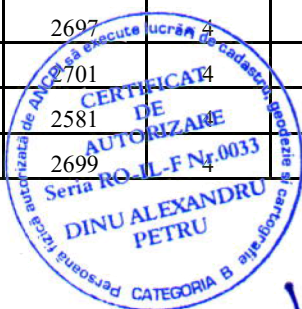 2697 4
2701 4
2581 4
2699 4
Persoană fizică autorizată de ANCPI să execute lucrări de cadastru, geodezie și cartografie
CERTIFICAT
DE
AUTORIZARE
Seria RO-IL-F Nr.0033
DINU ALEXANDRU
PETRU
CATEGORIA B